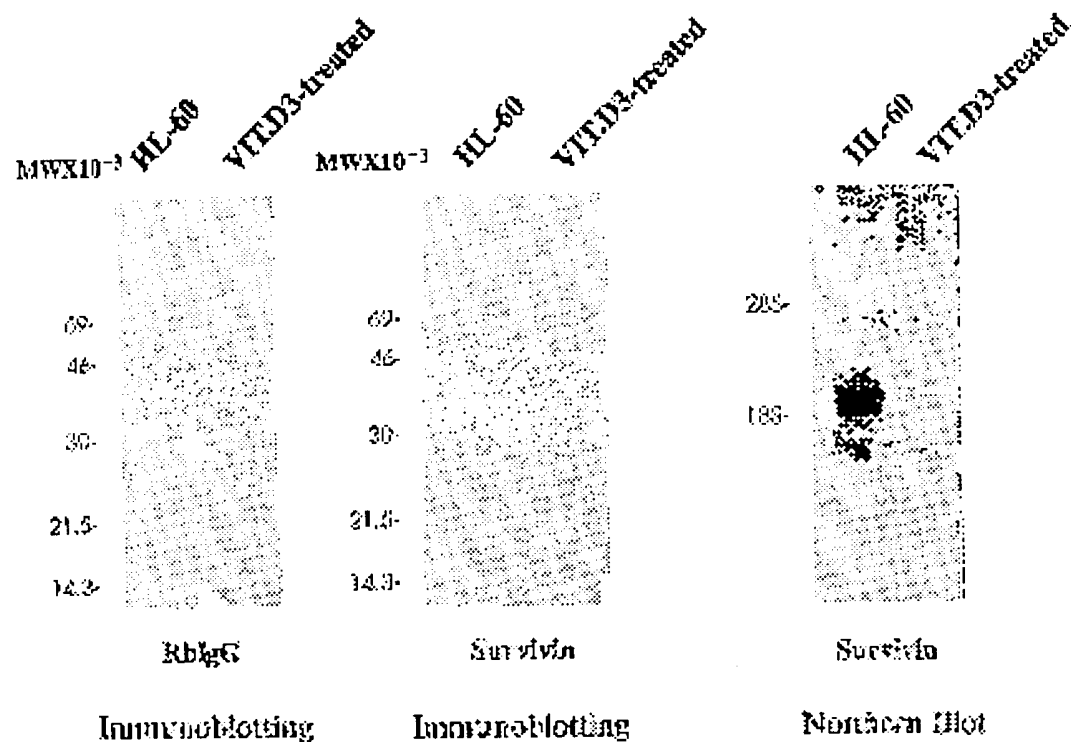 HL-60
VIT.D3-treated
MWX10⁻³
69-
46-
30-
21.5-
14.3-
RbIgG
Immunoblotting
HL-60
VIT.D3-treated
MWX10⁻³
69-
46-
30-
21.5-
14.3-
Survivin
Immunoblotting
HL-60
VIT.D3-treated
28S-
18S-
Survivin
Northern Blot